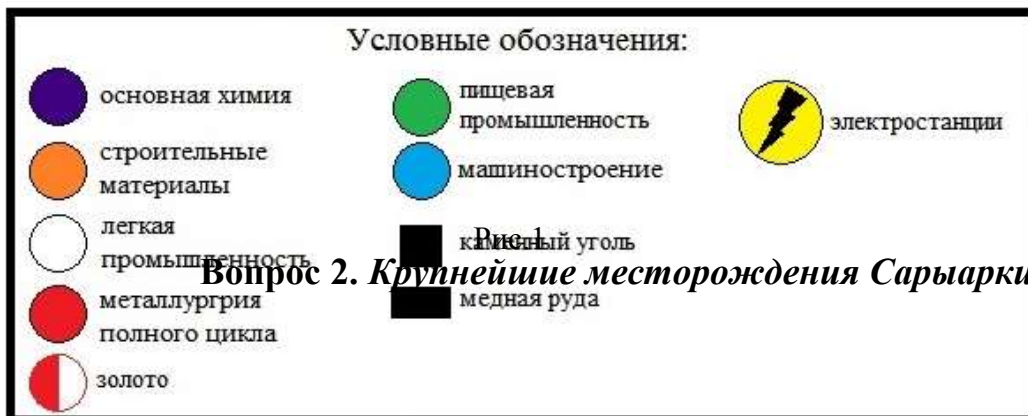 Условные обозначения:
основная химия
строительные
материалы
легкая
промышленность
металлургрия
полного цикла
золото
пищевая
промышленность
машиностроение
каменный уголь
медная руда
электростанции
Рис.1
Вопрос 2. Крупнейшие месторождения Сарыарки